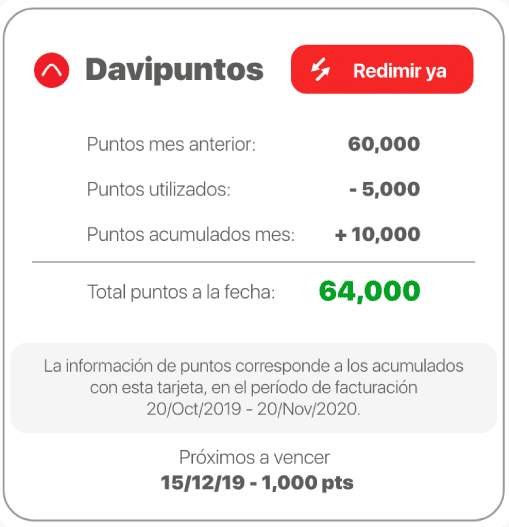 Davipuntos
Redimir ya
Puntos mes anterior: 60,000
Puntos utilizados: - 5,000
Puntos acumulados mes: + 10,000
Total puntos a la fecha: 64,000
La información de puntos corresponde a los acumulados
con esta tarjeta, en el período de facturación
20/Oct/2019 - 20/Nov/2020.
Próximos a vencer
15/12/19 - 1,000 pts